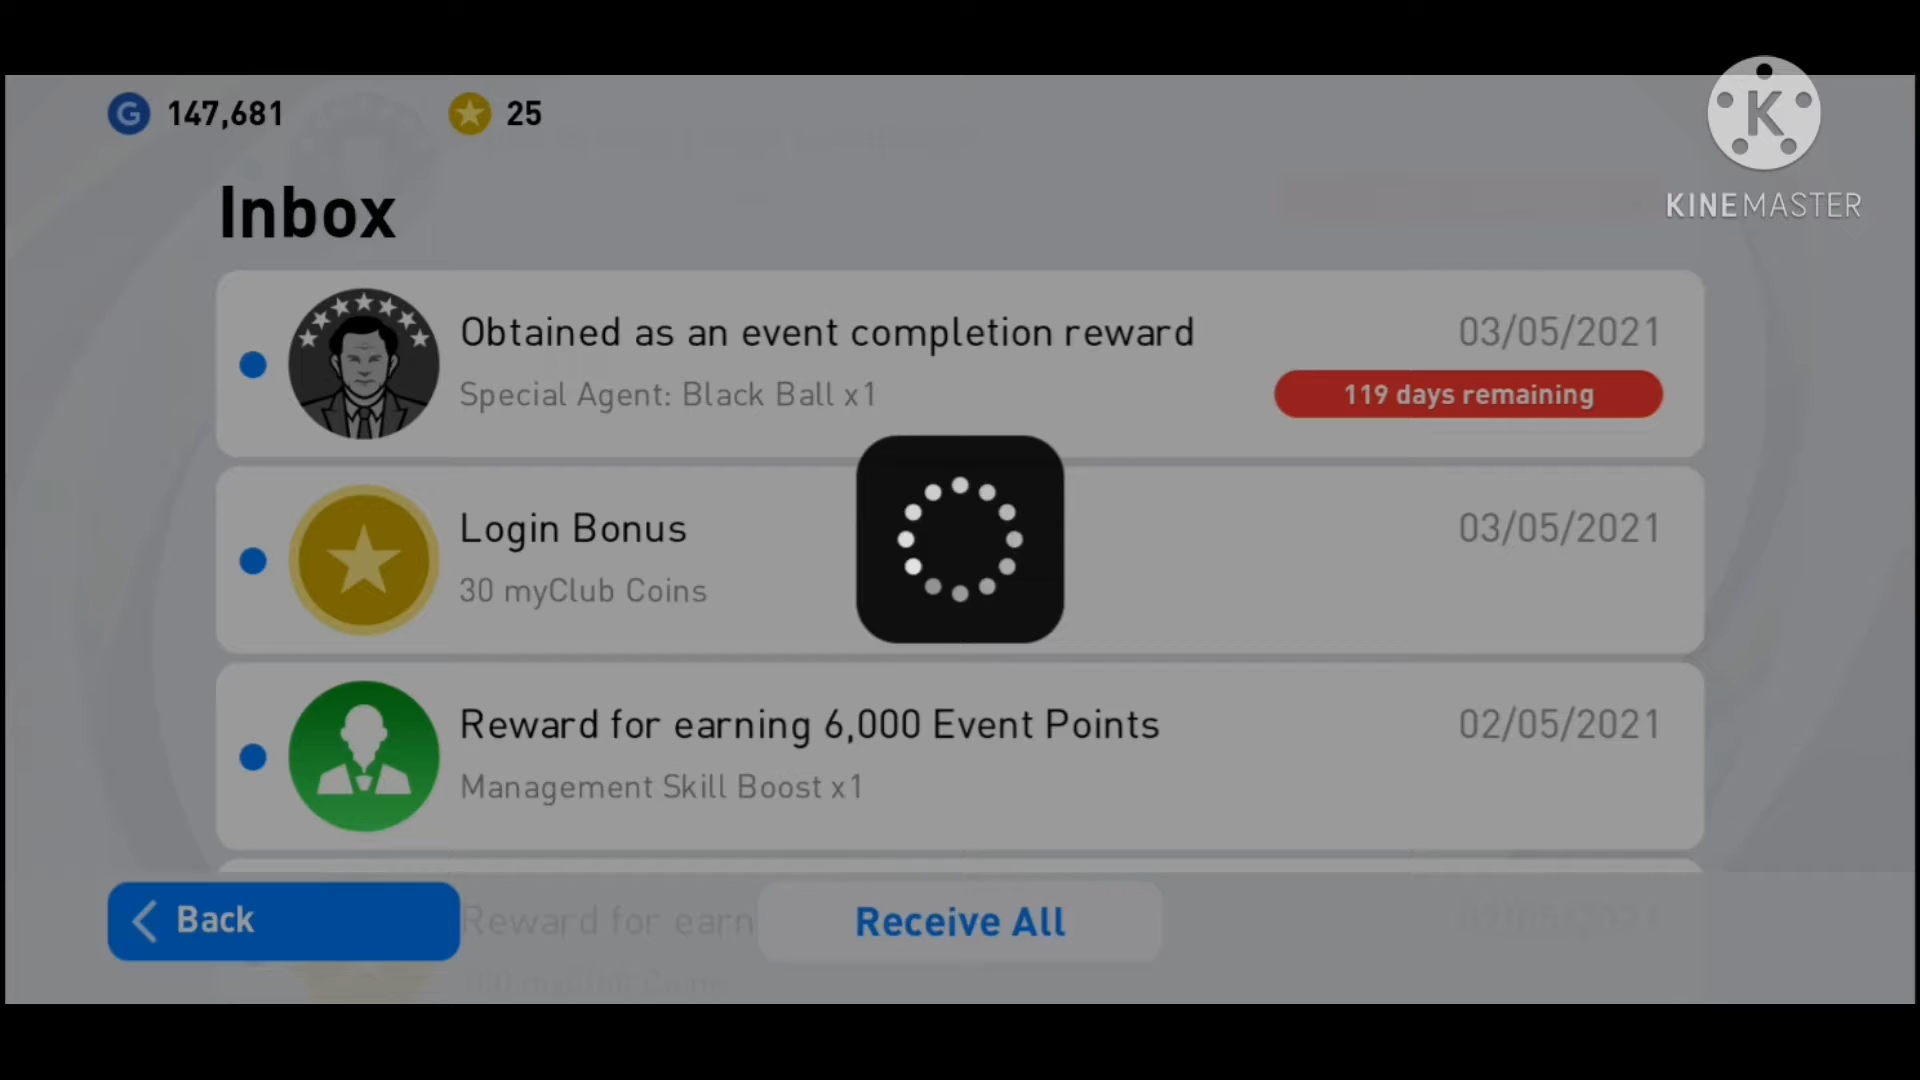 G 147,681 25
K
KINEMASTER
Inbox
Obtained as an event completion reward 03/05/2021
Special Agent: Black Ball x1 119 days remaining
Login Bonus 03/05/2021
30 myClub Coins
Reward for earning 6,000 Event Points 02/05/2021
Management Skill Boost x1
Back Reward for earn Receive All